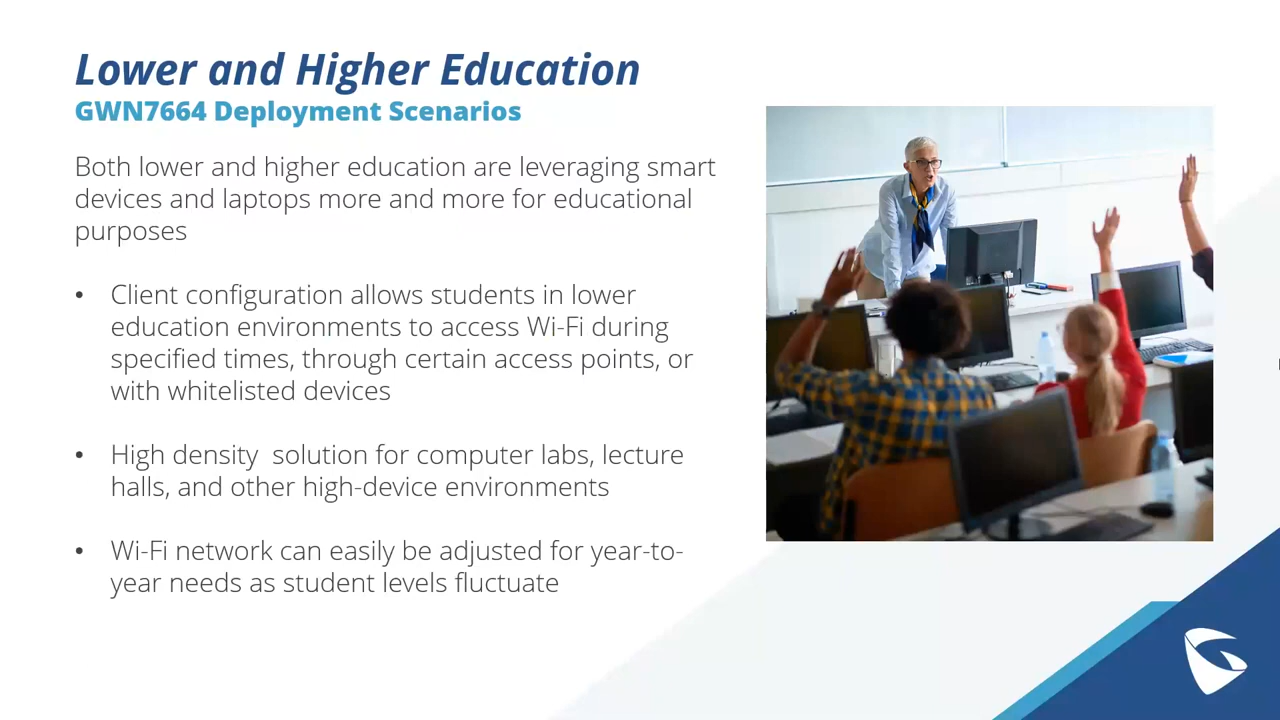 Lower and Higher Education
GWN7664 Deployment Scenarios
Both lower and higher education are leveraging smart
devices and laptops more and more for educational
purposes
• Client configuration allows students in lower
education environments to access Wi-Fi during
specified times, through certain access points, or
with whitelisted devices
• High density  solution for computer labs, lecture
halls, and other high-device environments
• Wi-Fi network can easily be adjusted for year-to-
year needs as student levels fluctuate